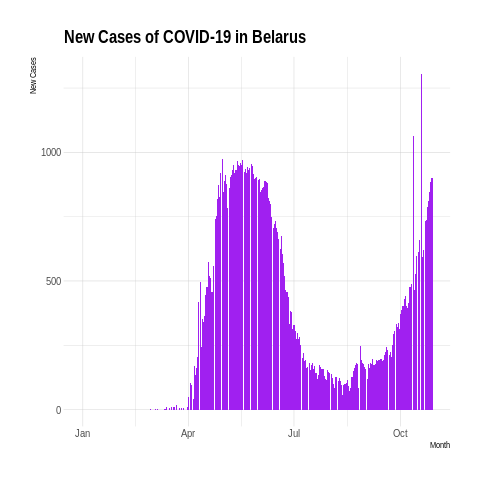 New Cases of COVID-19 in Belarus
New Cases
1000
500
0
Jan Apr Jul Oct
Month